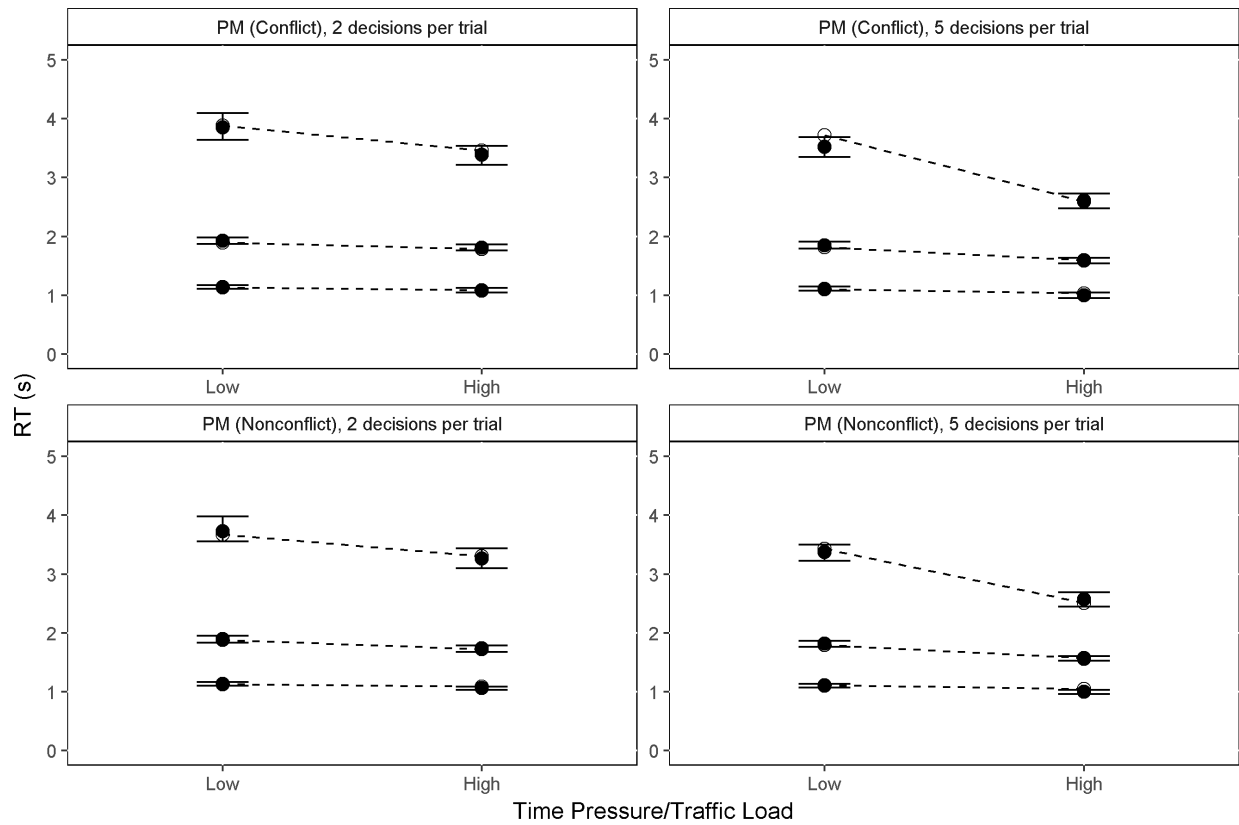 PM (Conflict), 2 decisions per trial
5
4
3
2
1
0
Low High
PM (Conflict), 5 decisions per trial
5
4
3
2
1
0
Low High
RT (s)
PM (Nonconflict), 2 decisions per trial
5
4
3
2
1
0
Low High
PM (Nonconflict), 5 decisions per trial
5
4
3
2
1
0
Low High
Time Pressure/Traffic Load